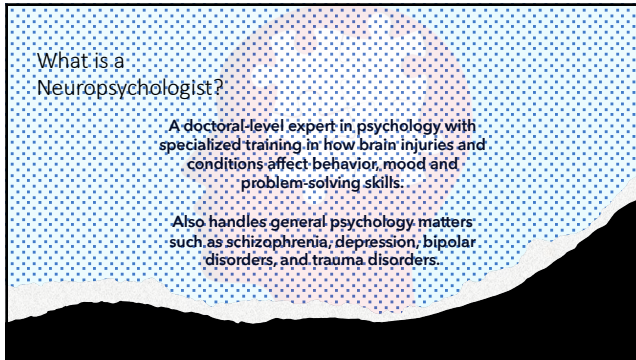 What is a
Neuropsychologist?
A doctoral-level expert in psychology with
specialized training in how brain injuries and
conditions affect behavior, mood and
problem-solving skills.
Also handles general psychology matters
such as schizophrenia, depression, bipolar
disorders, and trauma disorders.